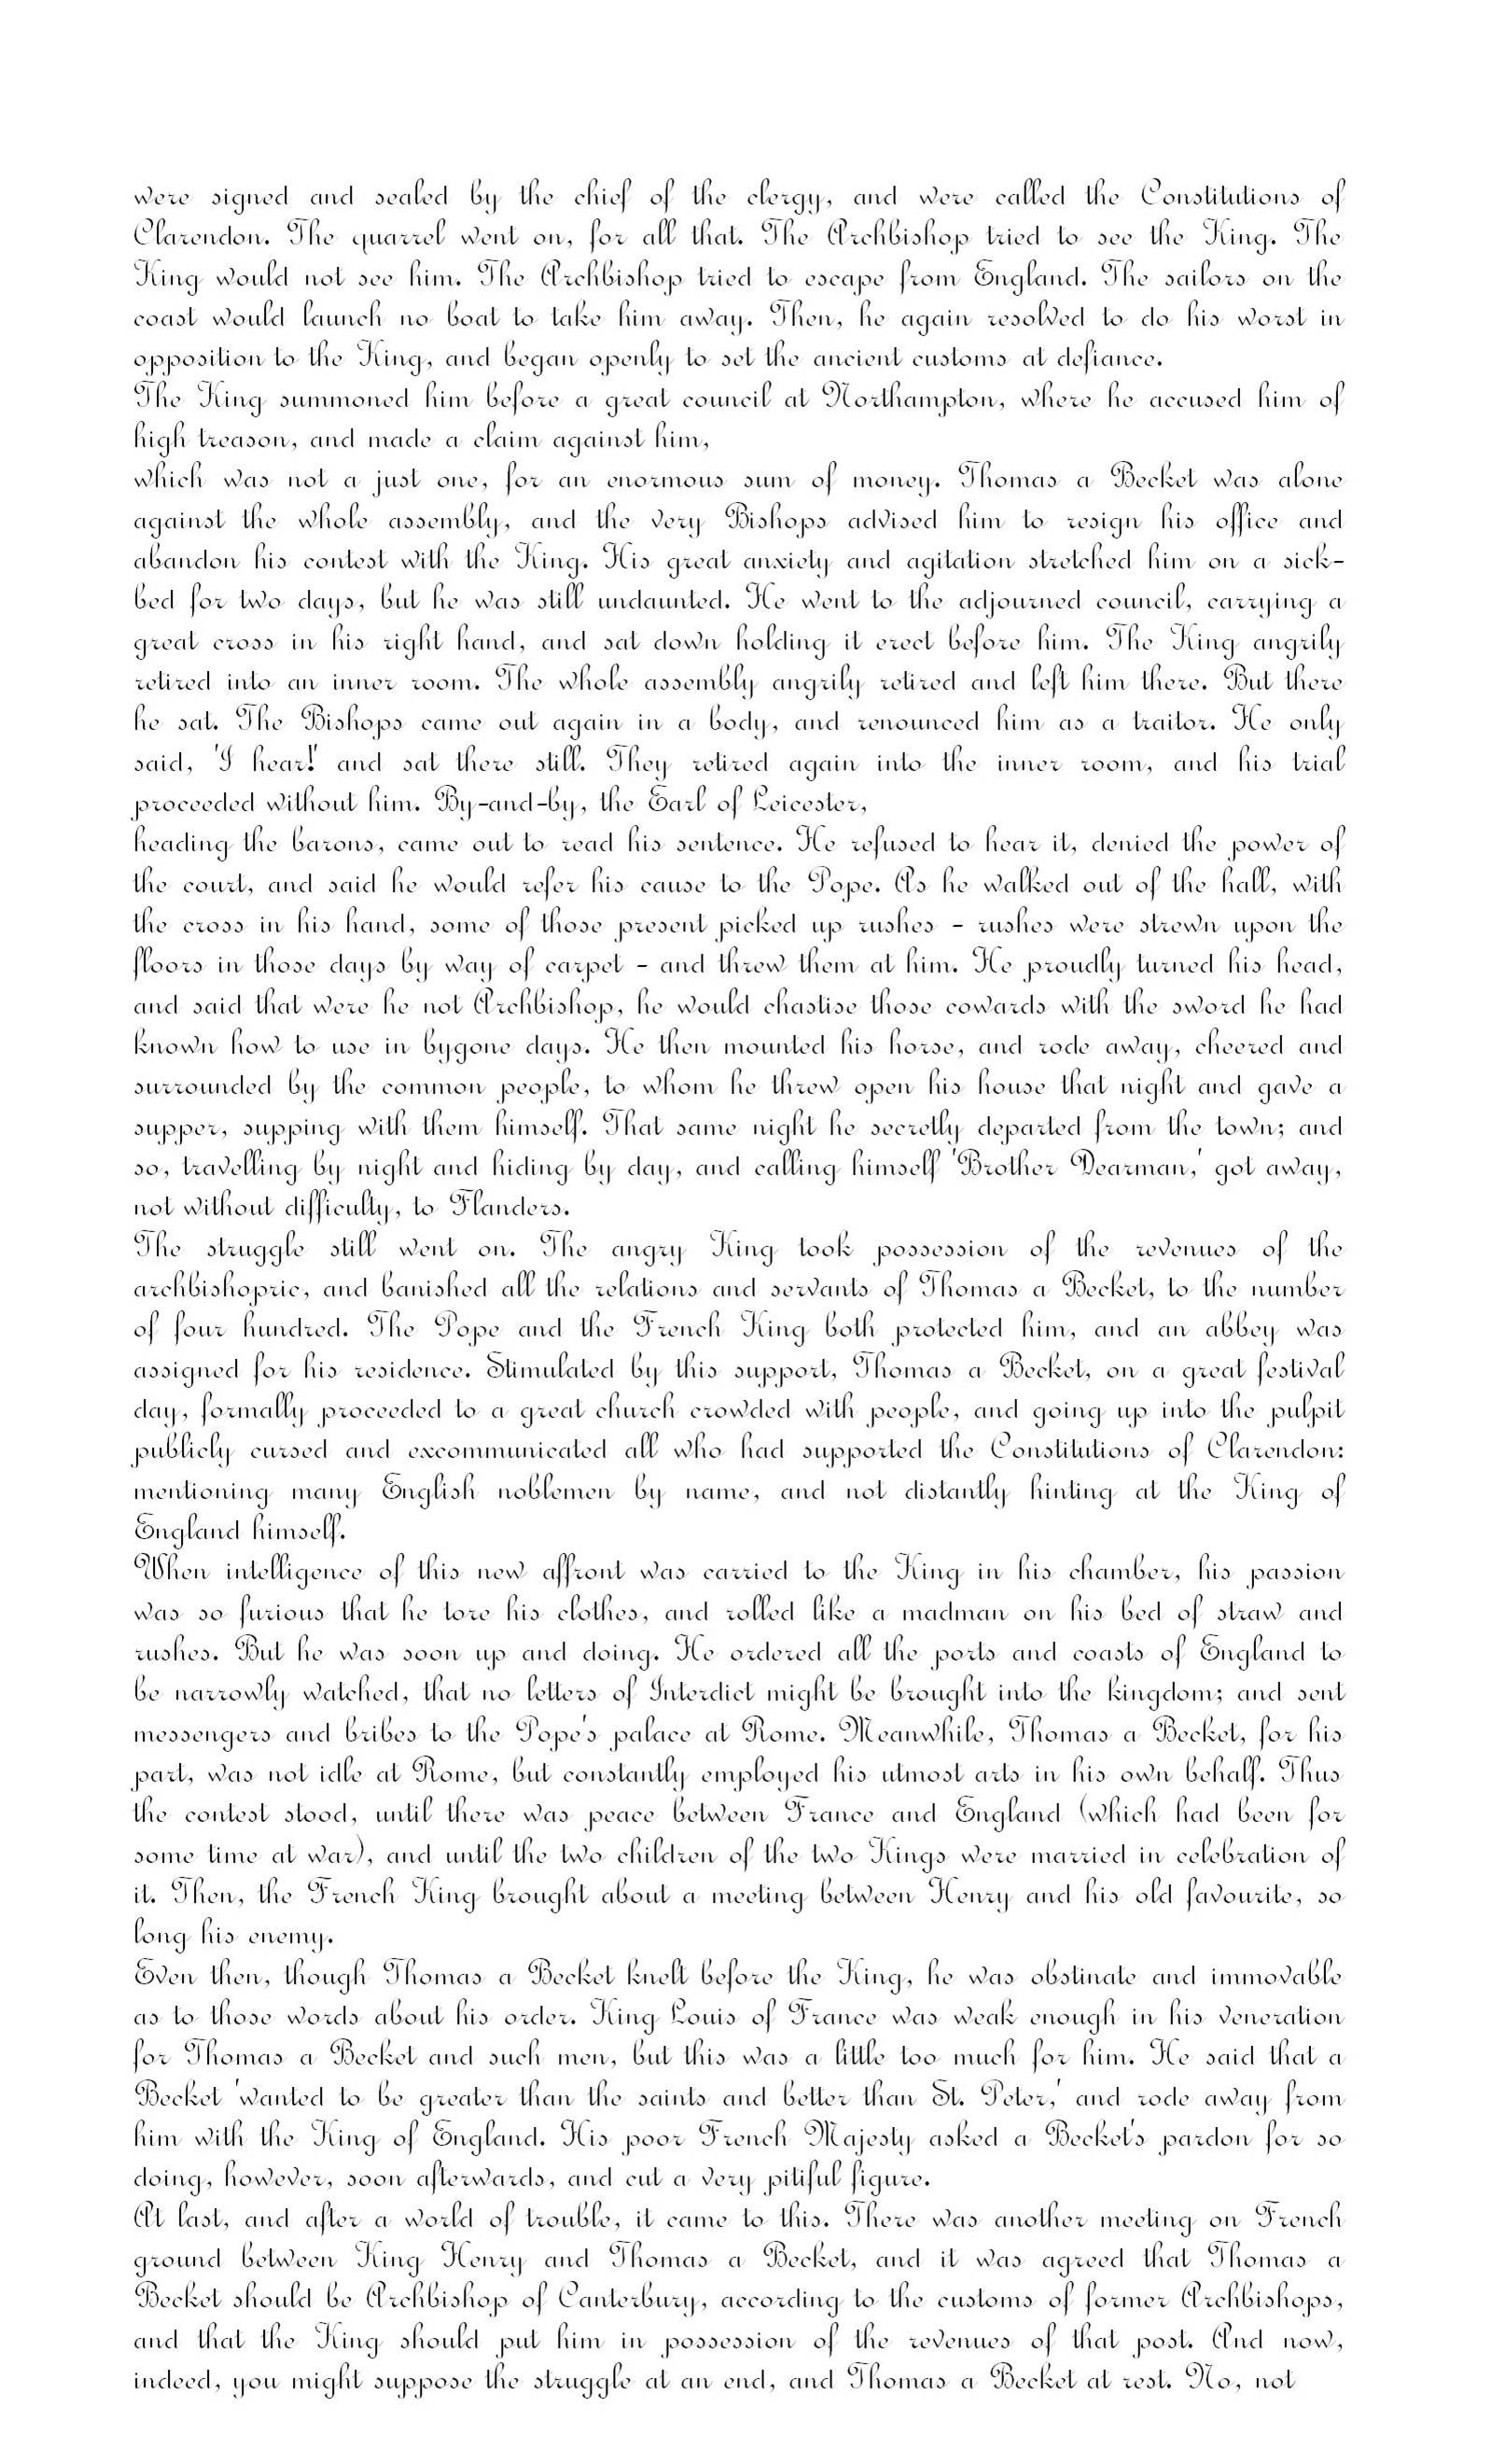 were signed and sealed by the chief of the clergy, and were called the Constitutions of
Clarendon. The quarrel went on, for all that. The Archbishop tried to see the King. The
King would not see him. The Archbishop tried to escape from England. The sailors on the
coast would launch no boat to take him away. Then, he again resolved to do his worst in
opposition to the King, and began openly to set the ancient customs at defiance.
The King summoned him before a great council at Northampton, where he accused him of
high treason, and made a claim against him,
which was not a just one, for an enormous sum of money. Thomas a Becket was alone
against the whole assembly, and the very Bishops advised him to resign his office and
abandon his contest with the King. His great anxiety and agitation stretched him on a sick-
bed for two days, but he was still undaunted. He went to the adjourned council, carrying a
great cross in his right hand, and sat down holding it erect before him. The King angrily
retired into an inner room. The whole assembly angrily retired and left him there. But there
he sat. The Bishops came out again in a body, and renounced him as a traitor. He only
said, 'I hear!' and sat there still. They retired again into the inner room, and his trial
proceeded without him. By-and-by, the Earl of Leicester,
heading the barons, came out to read his sentence. He refused to hear it, denied the power of
the court, and said he would refer his cause to the Pope. As he walked out of the hall, with
the cross in his hand, some of those present picked up rushes - rushes were strewn upon the
floors in those days by way of carpet - and threw them at him. He proudly turned his head,
and said that were he not Archbishop, he would chastise those cowards with the sword he had
known how to use in bygone days. He then mounted his horse, and rode away, cheered and
surrounded by the common people, to whom he threw open his house that night and gave a
supper, supping with them himself. That same night he secretly departed from the town; and
so, travelling by night and hiding by day, and calling himself 'Brother Dearman,' got away,
not without difficulty, to Flanders.
The struggle still went on. The angry King took possession of the revenues of the
archbishopric, and banished all the relations and servants of Thomas a Becket, to the number
of four hundred. The Pope and the French King both protected him, and an abbey was
assigned for his residence. Stimulated by this support, Thomas a Becket, on a great festival
day, formally proceeded to a great church crowded with people, and going up into the pulpit
publicly cursed and excommunicated all who had supported the Constitutions of Clarendon:
mentioning many English noblemen by name, and not distantly hinting at the King of
England himself.
When intelligence of this new affront was carried to the King in his chamber, his passion
was so furious that he tore his clothes, and rolled like a madman on his bed of straw and
rushes. But he was soon up and doing. He ordered all the ports and coasts of England to
be narrowly watched, that no letters of Interdict might be brought into the kingdom; and sent
messengers and bribes to the Pope's palace at Rome. Meanwhile, Thomas a Becket, for his
part, was not idle at Rome, but constantly employed his utmost arts in his own behalf. Thus
the contest stood, until there was peace between France and England (which had been for
some time at war), and until the two children of the two Kings were married in celebration of
it. Then, the French King brought about a meeting between Henry and his old favourite, so
long his enemy.
Even then, though Thomas a Becket knelt before the King, he was obstinate and immovable
as to those words about his order. King Louis of France was weak enough in his veneration
for Thomas a Becket and such men, but this was a little too much for him. He said that a
Becket 'wanted to be greater than the saints and better than St. Peter,' and rode away from
him with the King of England. His poor French Majesty asked a Becket's pardon for so
doing, however, soon afterwards, and cut a very pitiful figure.
At last, and after a world of trouble, it came to this. There was another meeting on French
ground between King Henry and Thomas a Becket, and it was agreed that Thomas a
Becket should be Archbishop of Canterbury, according to the customs of former Archbishops,
and that the King should put him in possession of the revenues of that post. And now,
indeed, you might suppose the struggle at an end, and Thomas a Becket at rest. No, not